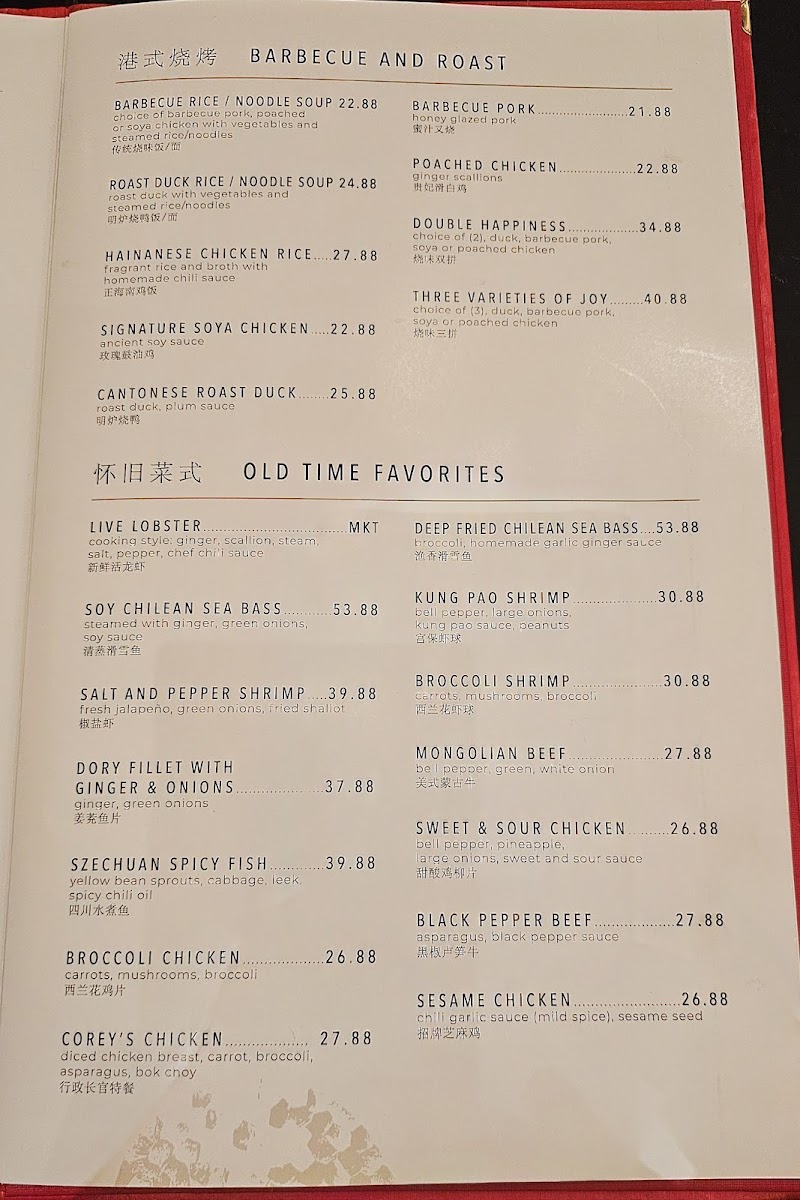 港式烧烤 BARBECUE AND ROAST
BARBECUE RICE / NOODLE SOUP 22.88
choice of barbecue pork, poached
or soya chicken with vegetables and
steamed rice/noodles
传统烧味饭/面
ROAST DUCK RICE / NOODLE SOUP 24.88
roast duck with vegetables and
steamed rice/noodles
明炉烧鸭饭/面
HAINANESE CHICKEN RICE.....27.88
fragrant rice and broth with
homemade chili sauce
正海南鸡饭
SIGNATURE SOYA CHICKEN.....22.88
ancient soy sauce
玫瑰鼓油鸡
CANTONESE ROAST DUCK........25.88
roast duck, plum sauce
明炉烧鸭
BARBECUE PORK..........................21.88
honey glazed pork
蜜汁叉烧
POACHED CHICKEN......................22.88
ginger scallions
贵妃滑白鸡
DOUBLE HAPPINESS...................34.88
choice of (2), duck, barbecue pork,
soya or poached chicken
烧味双拼
THREE VARIETIES OF JOY.........40.88
choice of (3), duck, barbecue pork,
soya or poached chicken
烧味三拼
怀旧菜式 OLD TIME FAVORITES
LIVE LOBSTER......................................MKT
cooking style: ginger, scallion, steam,
salt, pepper, chef chili sauce
新鲜活龙虾
SOY CHILEAN SEA BASS............53.88
steamed with ginger, green onions,
soy sauce
清蒸滑雪鱼
SALT AND PEPPER SHRIMP.....39.88
fresh jalapeño, green onions, fried shallot
椒盐虾
DORY FILLET WITH
GINGER & ONIONS......................37.88
ginger, green onions
姜茺鱼片
SZECHUAN SPICY FISH.............39.88
yellow bean sprouts, cabbage, leek,
spicy chili oil
四川水煮鱼
BROCCOLI CHICKEN...................26.88
carrots, mushrooms, broccoli
西兰花鸡片
COREY'S CHICKEN................... 27.88
diced chicken breast, carrot, broccoli,
asparagus, bok choy
行政长官特餐
DEEP FRIED CHILEAN SEA BASS...53.88
broccoli, homemade garlic ginger sauce
渔香滑雪鱼
KUNG PAO SHRIMP...................30.88
bell pepper, large onions,
kung pao sauce, peanuts
宫保虾球
BROCCOLI SHRIMP.....................30.88
carrots, mushrooms, broccoli
西兰花虾球
MONGOLIAN BEEF......................27.88
bell pepper, green, white onion
美式蒙古牛
SWEET & SOUR CHICKEN..........26.88
bell pepper, pineapple,
large onions, sweet and sour sauce
甜酸鸡柳片
BLACK PEPPER BEEF...................27.88
asparagus, black pepper sauce
黑椒芦笋牛
SESAME CHICKEN........................26.88
chili garlic sauce (mild spice), sesame seed
招牌芝麻鸡